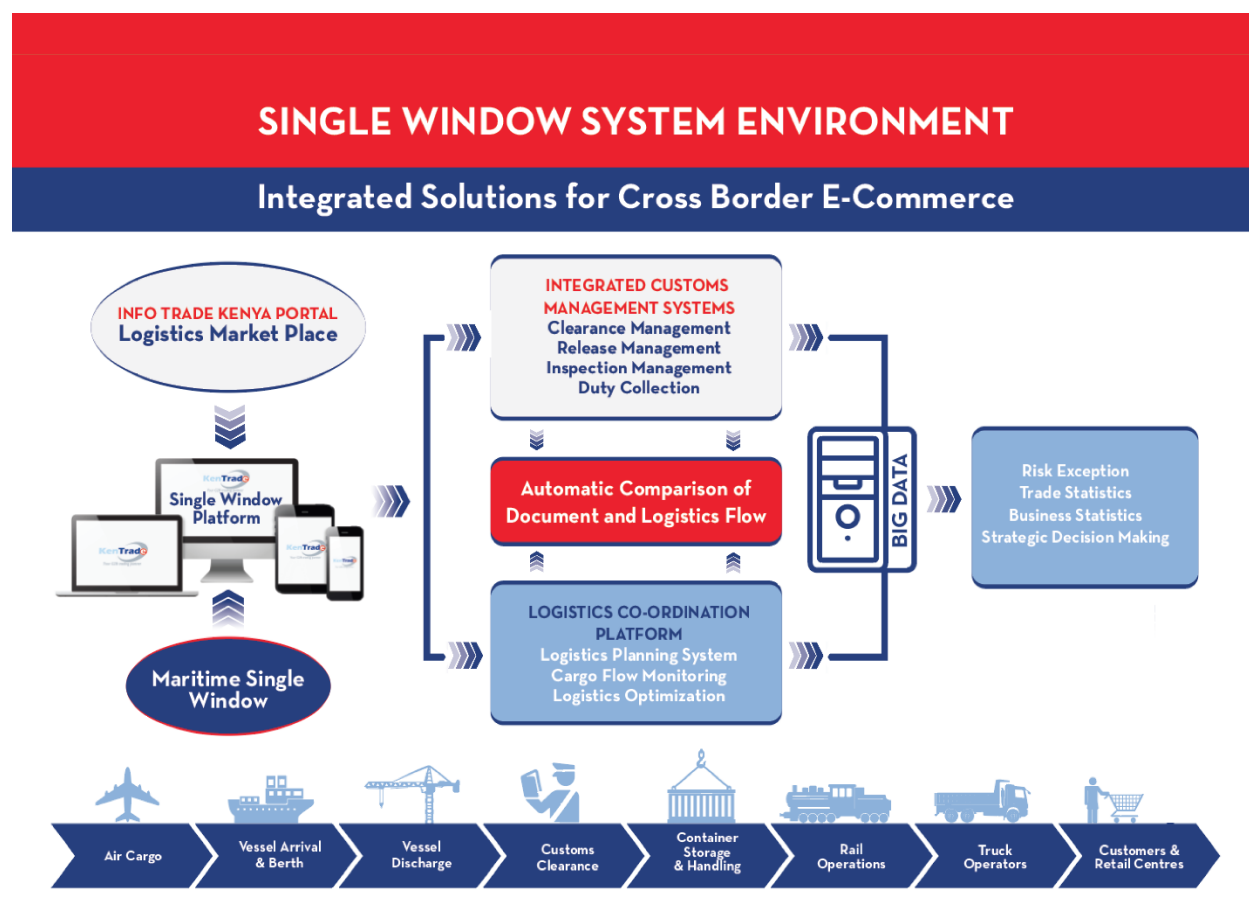 SINGLE WINDOW SYSTEM ENVIRONMENT
Integrated Solutions for Cross Border E-Commerce
INFO TRADE KENYA PORTAL
Logistics Market Place
KenTrade
Single Window
Platform
KenTrade
KenTrade
KenTrade
Maritime Single
Window
INTEGRATED CUSTOMS
MANAGEMENT SYSTEMS
Clearance Management
Release Management
Inspection Management
Duty Collection
Automatic Comparison of
Document and Logistics Flow
LOGISTICS CO-ORDINATION
PLATFORM
Logistics Planning System
Cargo Flow Monitoring
Logistics Optimization
BIG DATA
Risk Exception
Trade Statistics
Business Statistics
Strategic Decision Making
Air Cargo
Vessel Arrival
& Berth
Vessel
Discharge
Customs
Clearance
Container
Storage
& Handling
Rail
Operations
Truck
Operators
Customers &
Retail Centres